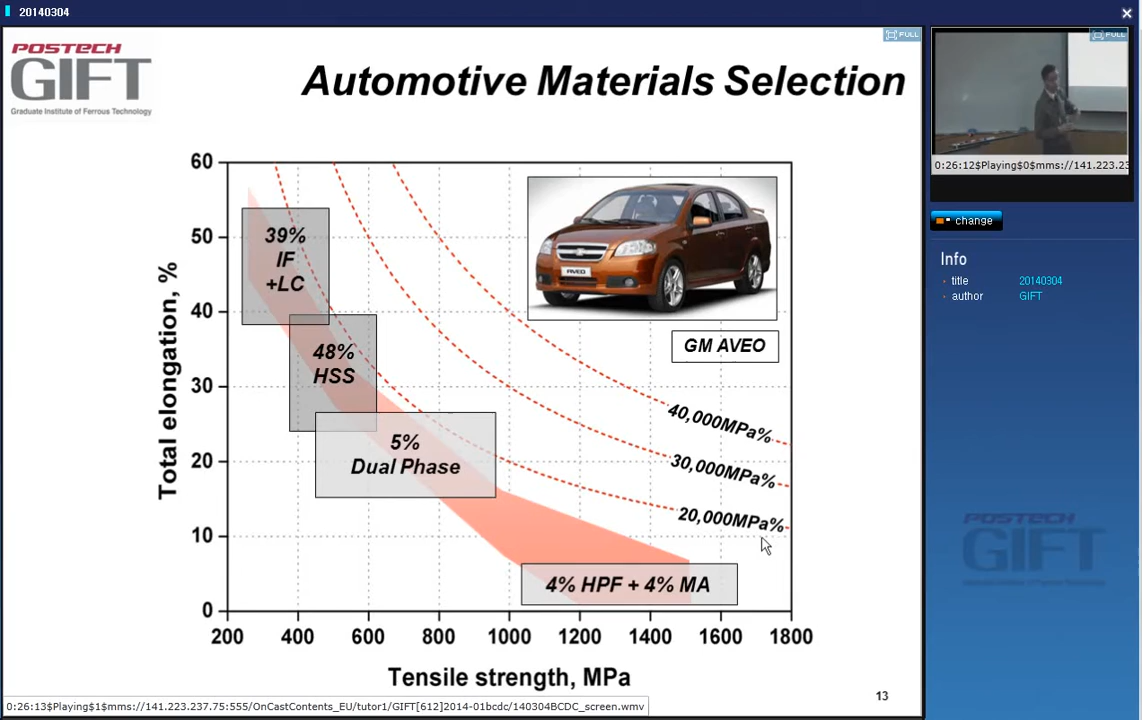 20140304
POSTECH
GIFT
Graduate Institute of Ferrous Technology
FULL
Automotive Materials Selection
60
50
40
30
20
10
0
Total elongation, %
39%
IF
+LC
48%
HSS
5%
Dual Phase
4% HPF + 4% MA
AVEO
GM AVEO
40,000MPa%
30,000MPa%
20,000MPa%
200 400 600 800 1000 1200 1400 1600 1800
Tensile strength, MPa
13
0:26:13$Playing$1$mms://141.223.237.75:555/OnCastContents_EU/tutor1/GIFT[612]2014-01bcdc/140304BCDC_screen.wmv
FULL
0:26:12$Playing$0$mms://141.223.23
change
Info
title 20140304
author GIFT
POSTECH
GIFT